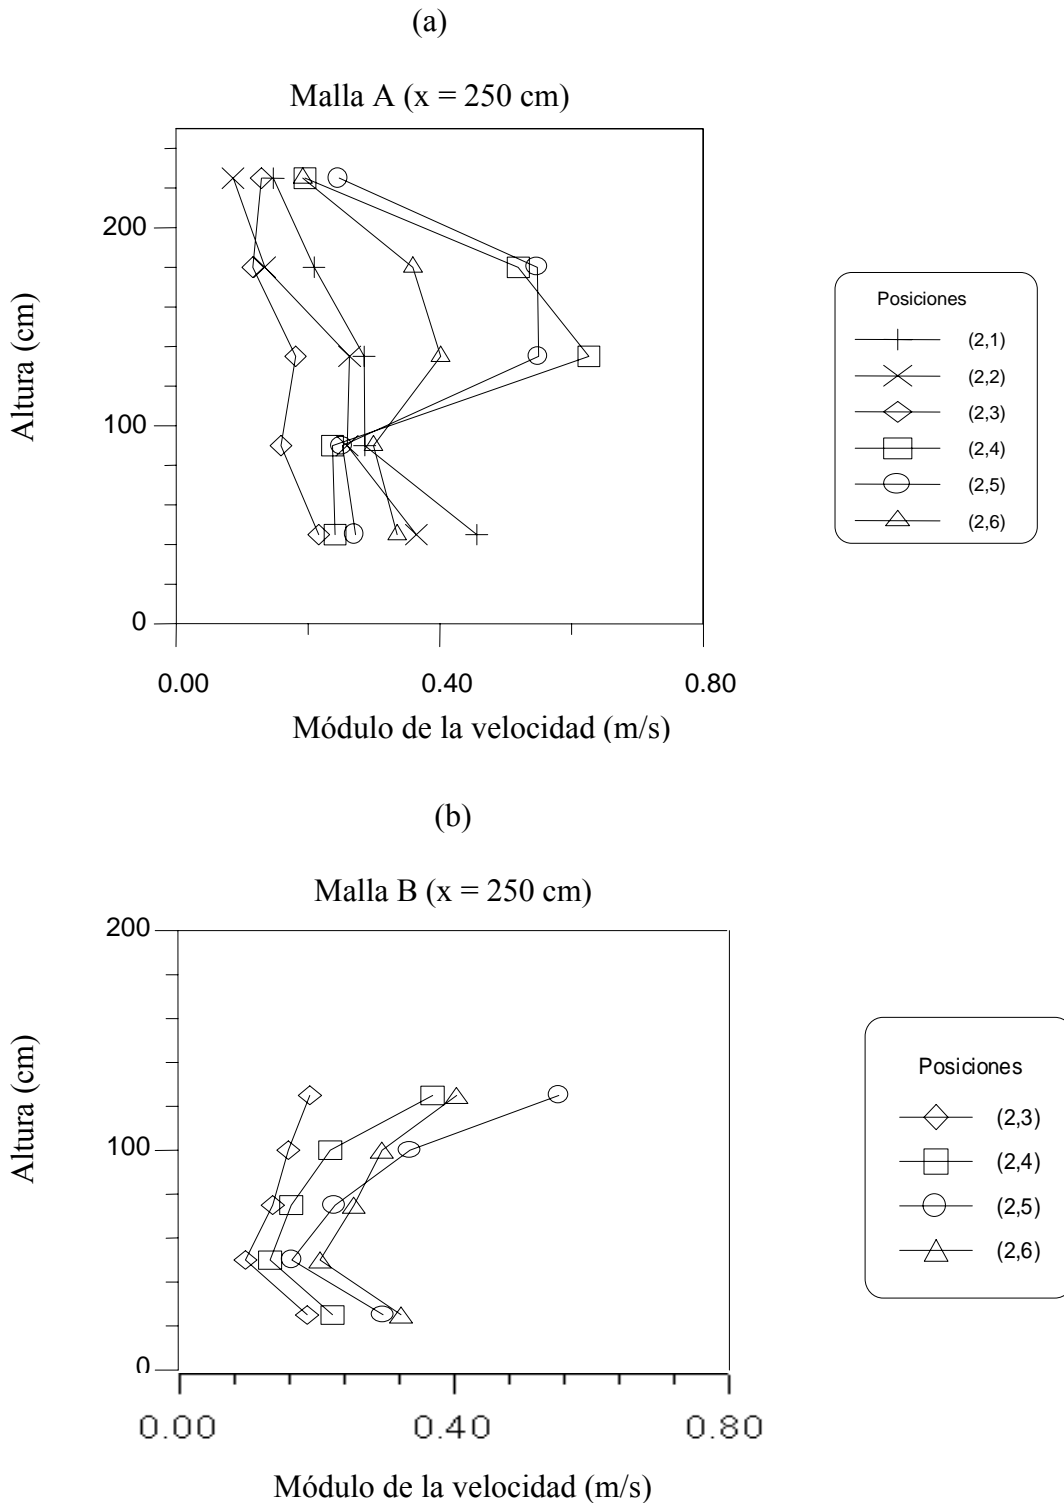 (a)
Malla A (x = 250 cm)
200
100
0
Altura (cm)
0.00 0.40 0.80
Módulo de la velocidad (m/s)
Posiciones
(2,1)
(2,2)
(2,3)
(2,4)
(2,5)
(2,6)
(b)
Malla B (x = 250 cm)
200
100
0
Altura (cm)
0.00 0.40 0.80
Módulo de la velocidad (m/s)
Posiciones
(2,3)
(2,4)
(2,5)
(2,6)